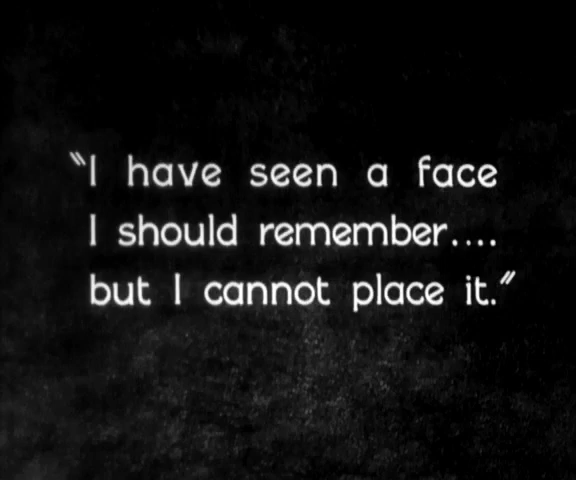 "I have seen a face
I should remember....
but I cannot place it."